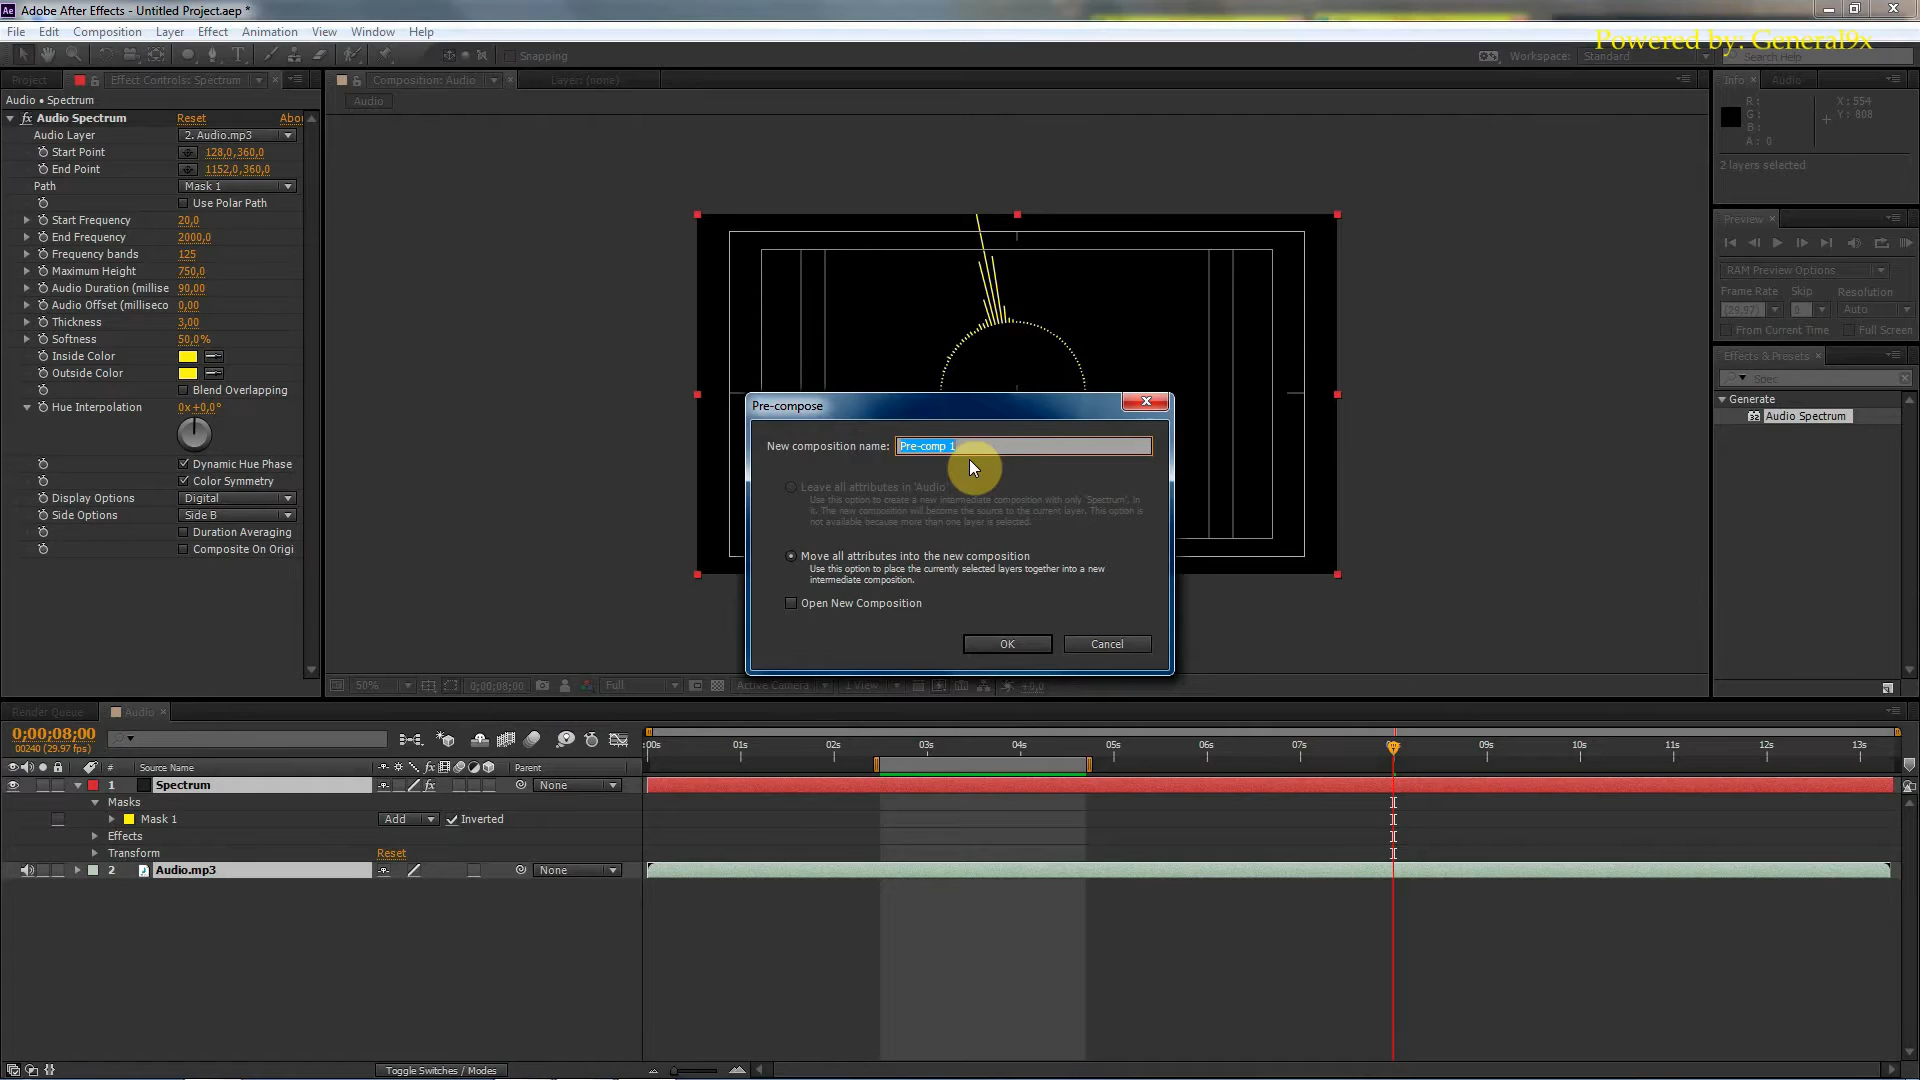 Adobe After Effects - Untitled Project.aep *
File Edit Composition Layer Effect Animation View Window Help
Powered by: General9x
Snapping
Workspace: Standard
Search Help
Project
Effect Controls: Spectrum
Composition: Audio
Layer: (none)
Info
Audio
Audio • Spectrum
Audio
R:
G:
B:
A: 0
X: 554
Y: 808
2 layers selected
fx Audio Spectrum Reset Abou
Audio Layer 2. Audio.mp3
Start Point 128,0,360,0
End Point 1152,0,360,0
Path Mask 1
Use Polar Path
Start Frequency 20,0
End Frequency 2000,0
Frequency bands 125
Maximum Height 750,0
Audio Duration (millise 90,00
Audio Offset (milliseco 0,00
Thickness 3,00
Softness 50,0%
Inside Color
Outside Color
Blend Overlapping
Hue Interpolation 0x+0,0°
Dynamic Hue Phase
Color Symmetry
Display Options Digital
Side Options Side B
Duration Averaging
Composite On Origi
Preview
RAM Preview Options
Frame Rate Skip Resolution
(29,97) 0 Auto
From Current Time Full Screen
Effects & Presets
Spec
Generate
Audio Spectrum
Pre-compose
New composition name: Pre-comp 1
Leave all attributes in 'Audio'
Use this option to create a new intermediate composition with only 'Spectrum', in
it. The new composition will become the source to the current layer. This option is
not available because more than one layer is selected.
Move all attributes into the new composition
Use this option to place the currently selected layers together into a new
intermediate composition.
Open New Composition
OK Cancel
50% 0;00;08;00 Full Active Camera 1 View +0,0
Render Queue
Audio
0;00;08;00
00240 (29.97 fps)
:00s 01s 02s 03s 04s 05s 06s 07s 09s 10s 11s 12s 13s
# Source Name fx Parent
1 Spectrum fx None
Masks
Mask 1 Add Inverted
Effects
Transform Reset
2 Audio.mp3 None
Toggle Switches / Modes